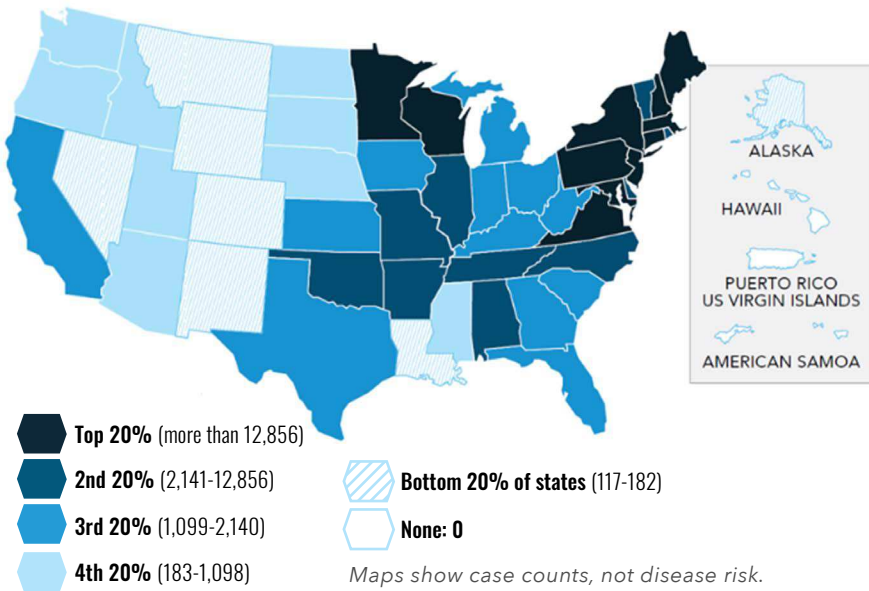 ALASKA
HAWAII
PUERTO RICO
US VIRGIN ISLANDS
AMERICAN SAMOA
Top 20% (more than 12,856)
2nd 20% (2,141-12,856)
3rd 20% (1,099-2,140)
4th 20% (183-1,098)
Bottom 20% of states (117-182)
None: 0
Maps show case counts, not disease risk.